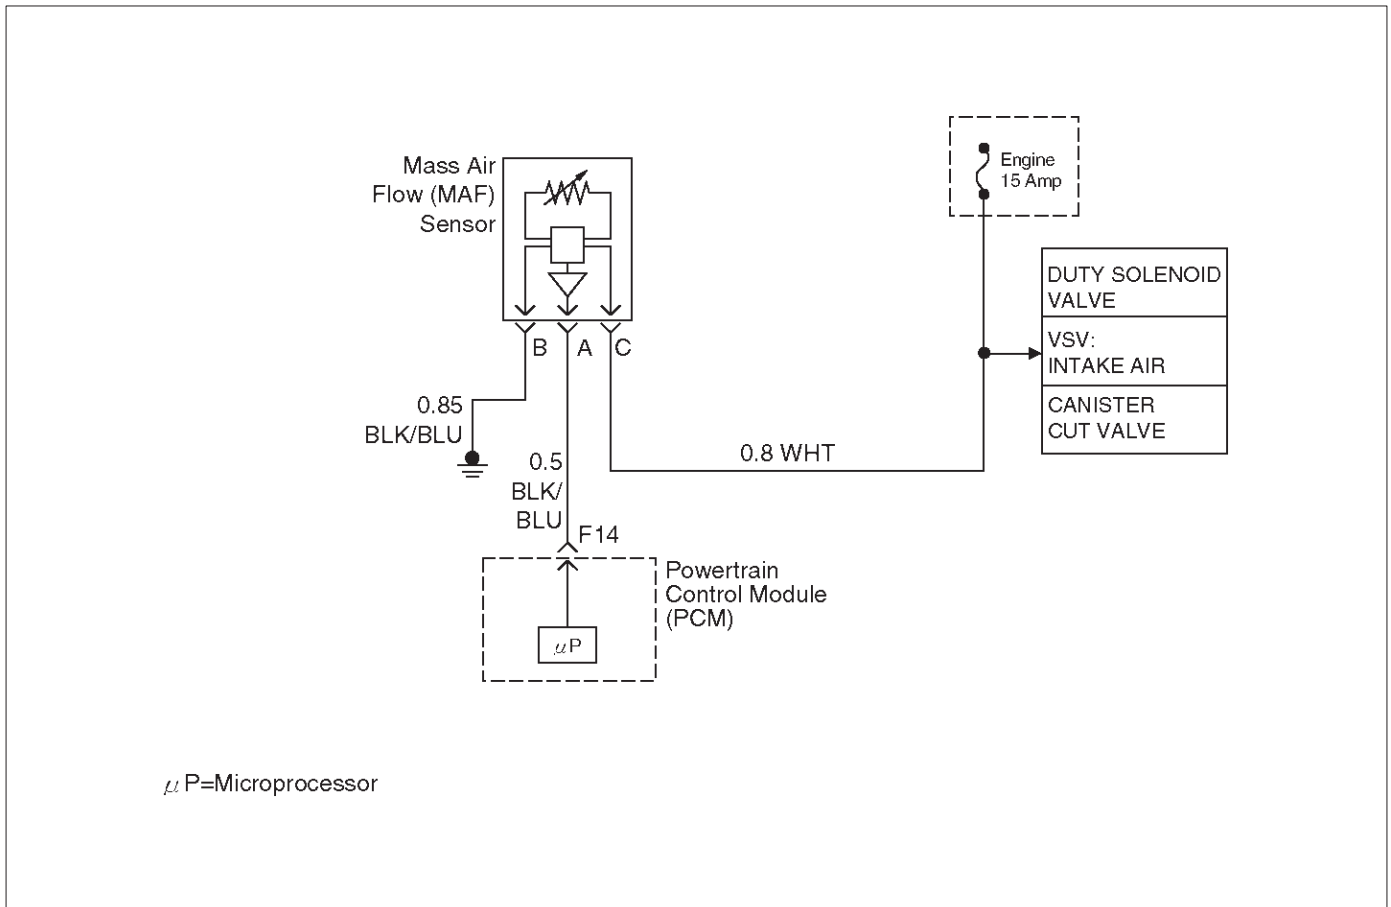 Mass Air
Flow (MAF)
Sensor
Engine
15 Amp
DUTY SOLENOID
VALVE
VSV:
INTAKE AIR
CANISTER
CUT VALVE
B
A
C
0.85
BLK/BLU
0.5
BLK/
BLU
0.8 WHT
F14
Powertrain
Control Module
(PCM)
μP
μP=Microprocessor